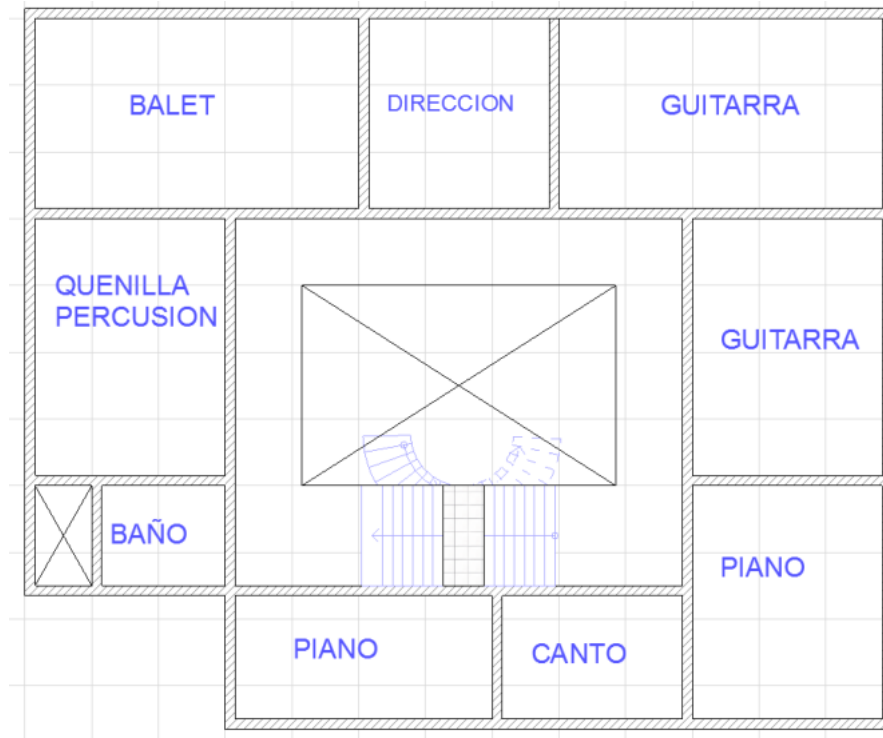 BALET
DIRECCION
GUITARRA
QUENILLA
PERCUSION
GUITARRA
BAÑO
PIANO
PIANO
CANTO